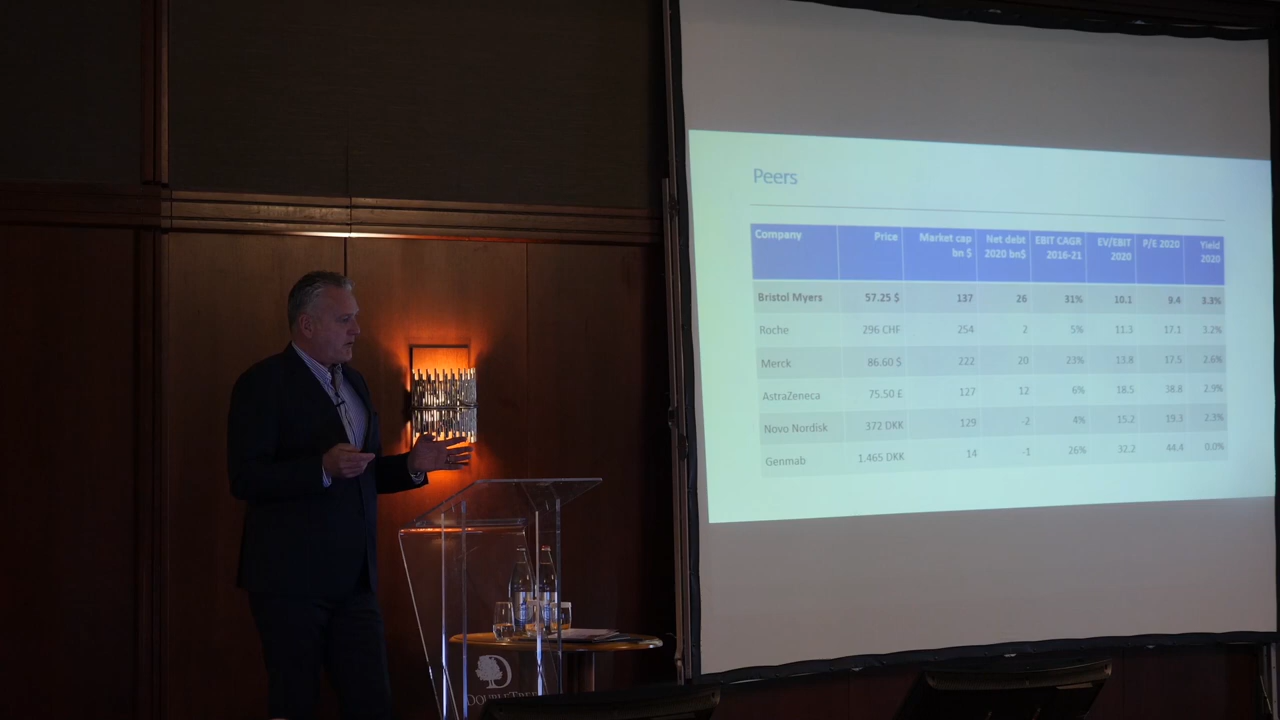 Peers
Company Price Market cap bn $ Net debt 2020 bn$ EBIT CAGR 2016-21 EV/EBIT 2020 P/E 2020 Yield 2020
Bristol Myers 57.25 $ 137 26 31% 10.1 9.4 3.3%
Roche 296 CHF 254 2 5% 11.3 17.1 3.2%
Merck 86.60 $ 222 20 23% 13.8 17.5 2.6%
AstraZeneca 75.50 £ 127 12 6% 18.5 38.8 2.9%
Novo Nordisk 372 DKK 129 -2 4% 15.2 19.3 2.3%
Genmab 1.465 DKK 14 -1 26% 32.2 44.4 0.0%
D
DOUBLETREE